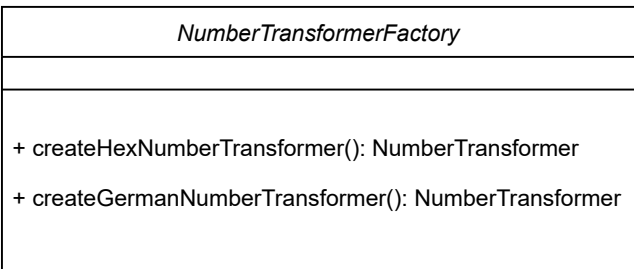 NumberTransformerFactory
+ createHexNumberTransformer(): NumberTransformer
+ createGermanNumberTransformer(): NumberTransformer